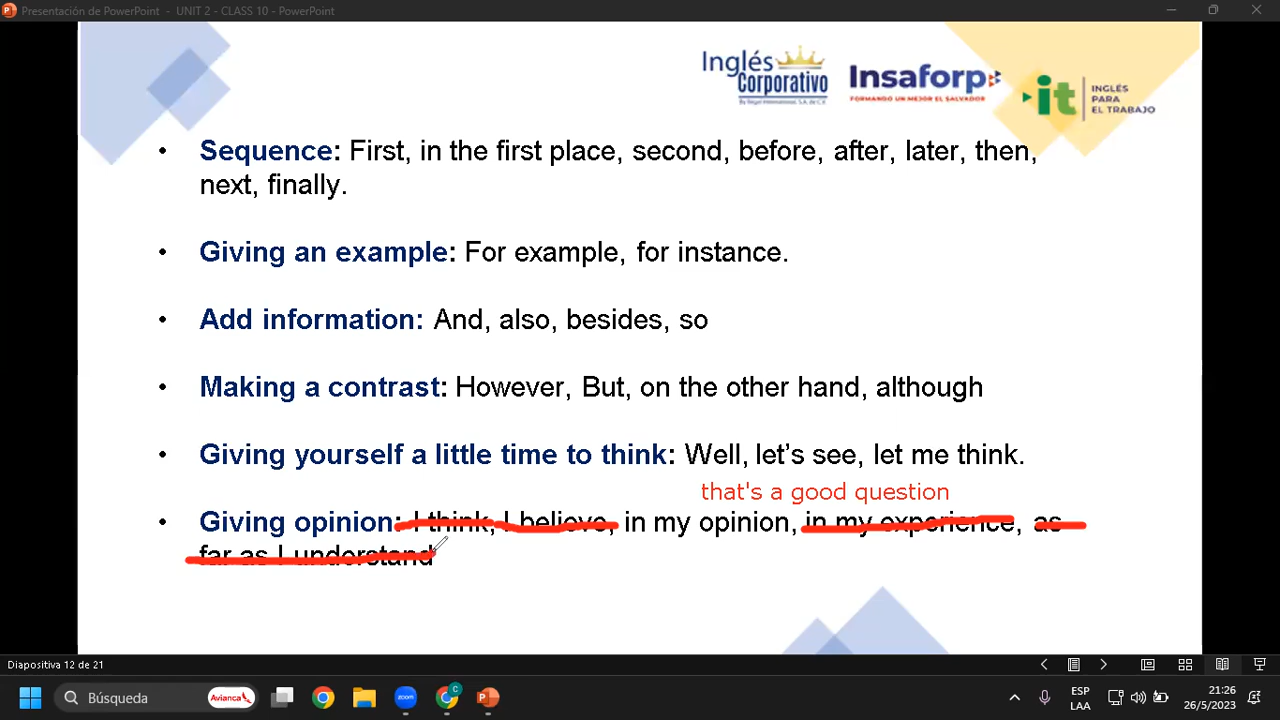 Presentación de PowerPoint - UNIT 2 - CLASS 10 - PowerPoint
Inglés
Corporativo
Insaforp
FORMANDO UN MEJOR EL SALVADOR
it
INGLÉS
PARA
EL TRABAJO
• Sequence: First, in the first place, second, before, after, later, then,
next, finally.
• Giving an example: For example, for instance.
• Add information: And, also, besides, so
• Making a contrast: However, But, on the other hand, although
• Giving yourself a little time to think: Well, let's see, let me think.
that's a good question
• Giving opinion: I think, I believe, in my opinion, in my experience, as
far as I understand
Diapositiva 12 de 21
Búsqueda
Avianca
zoom
C
ESP
LAA
21:26
26/5/2023